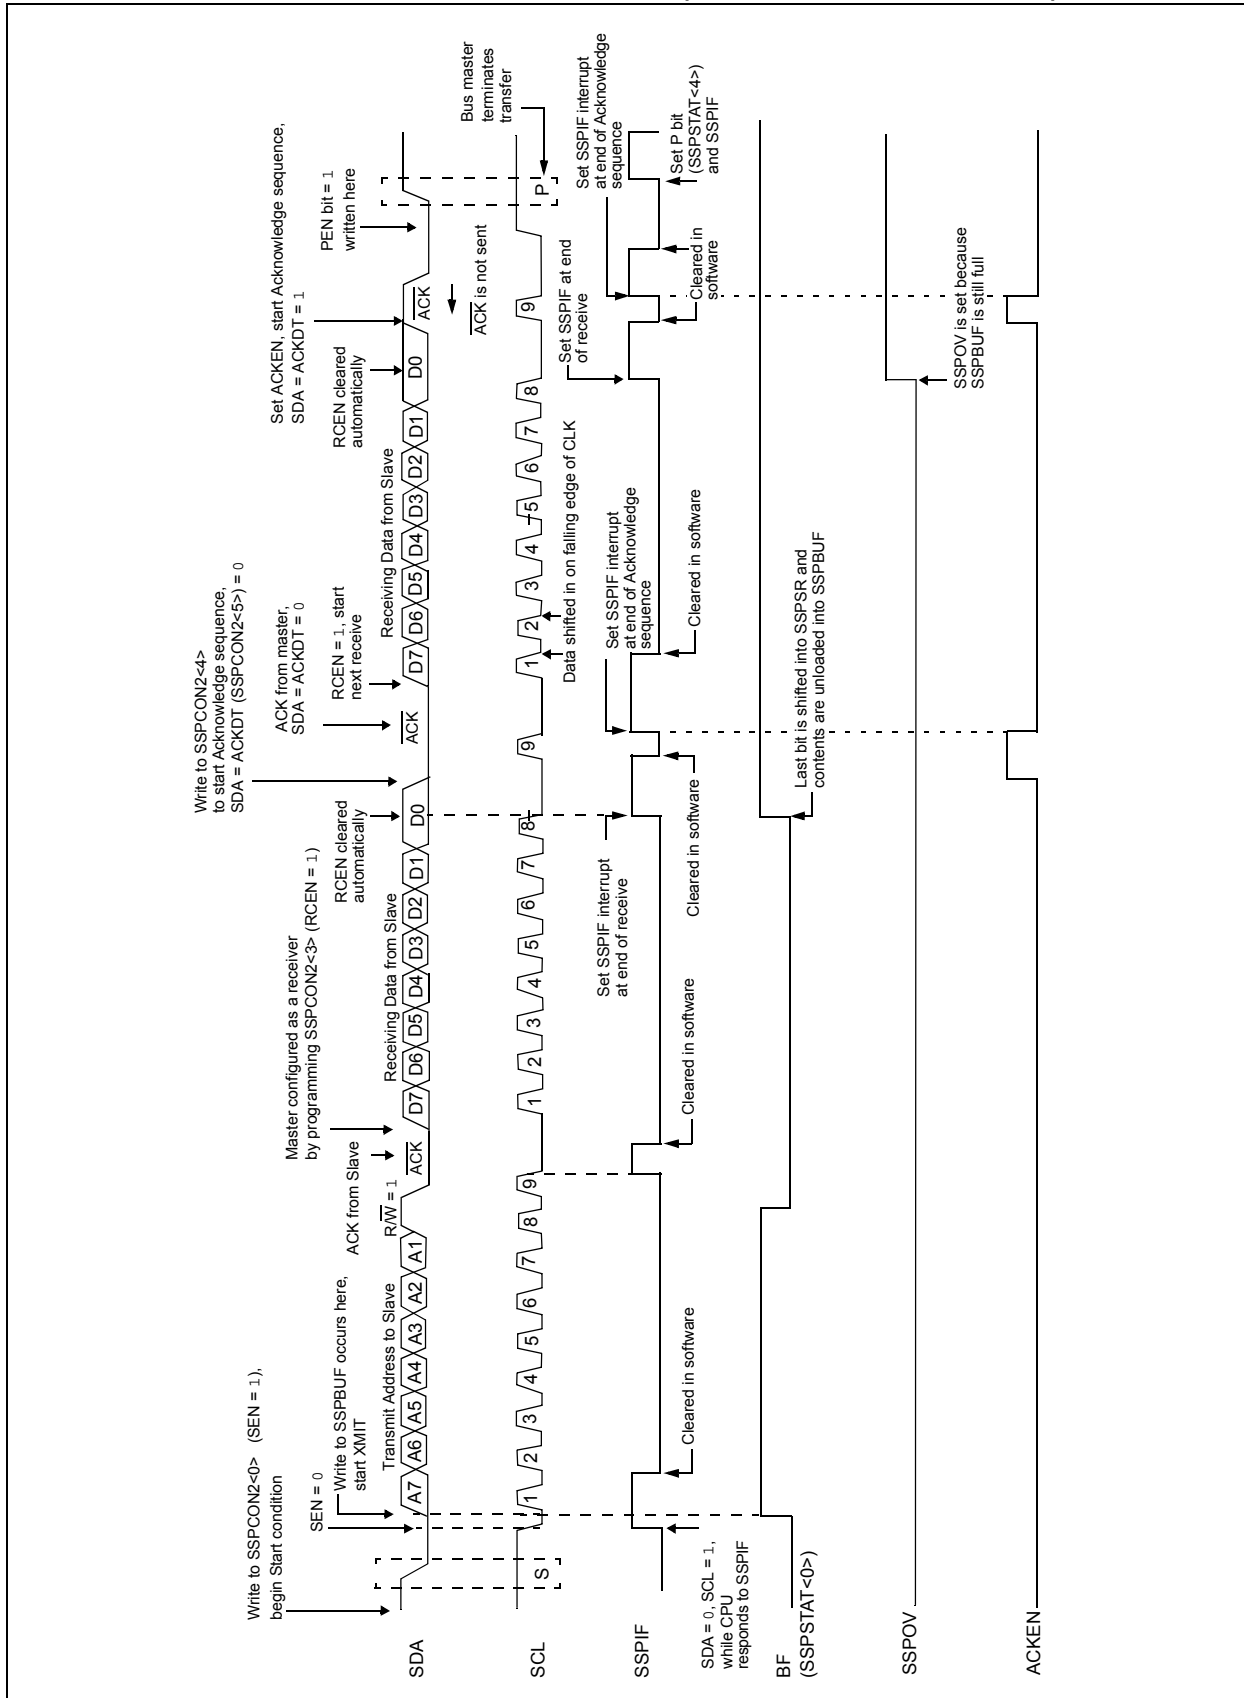 Write to SSPCON2<0> (SEN = 1),
begin Start condition
SEN = 0
Write to SSPBUF occurs here,
start XMIT
Transmit Address to Slave
ACK from Slave
Master configured as a receiver
by programming SSPCON2<3> (RCEN = 1)
Receiving Data from Slave
RCEN cleared
automatically
Write to SSPCON2<4>
to start Acknowledge sequence,
SDA = ACKDT (SSPCON2<5>) = 0
ACK from master,
SDA = ACKDT = 0
RCEN = 1, start
next receive
Receiving Data from Slave
RCEN cleared
automatically
Set ACKEN, start Acknowledge sequence,
SDA = ACKDT = 1
PEN bit = 1
written here
SDA
A7 A6 A5 A4 A3 A2 A1 R/W = 1 ACK D7 D6 D5 D4 D3 D2 D1 D0 ACK D7 D6 D5 D4 D3 D2 D1 D0 ACK
ACK is not sent
Bus master
terminates
transfer
SCL
S 1 2 3 4 5 6 7 8 9 1 2 3 4 5 6 7 8 9 1 2 3 4 5 6 7 8 9 P
Data shifted in on falling edge of CLK
Set SSPIF interrupt
at end of receive
Set SSPIF interrupt
at end of Acknowledge
sequence
Set SSPIF at end
of receive
Set SSPIF interrupt
at end of Acknowledge
sequence
SSPIF
SDA = 0, SCL = 1,
while CPU
responds to SSPIF
Cleared in software
Cleared in software
Cleared in software
Cleared in software
Cleared in
software
Set P bit
(SSPSTAT<4>)
and SSPIF
BF
(SSPSTAT<0>)
Last bit is shifted into SSPSR and
contents are unloaded into SSPBUF
SSPOV
SSPOV is set because
SSPBUF is still full
ACKEN